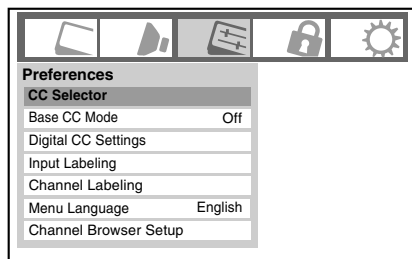 Preferences
CC Selector
Base CC Mode Off
Digital CC Settings
Input Labeling
Channel Labeling
Menu Language English
Channel Browser Setup